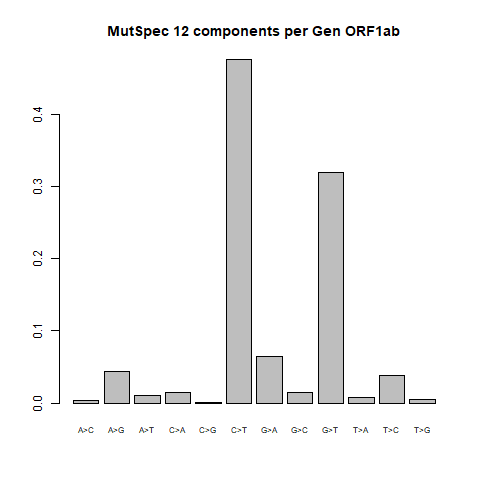 MutSpec 12 components per Gen ORF1ab
0.4
0.3
0.2
0.1
0.0
A>C A>G A>T C>A C>G C>T G>A G>C G>T T>A T>C T>G